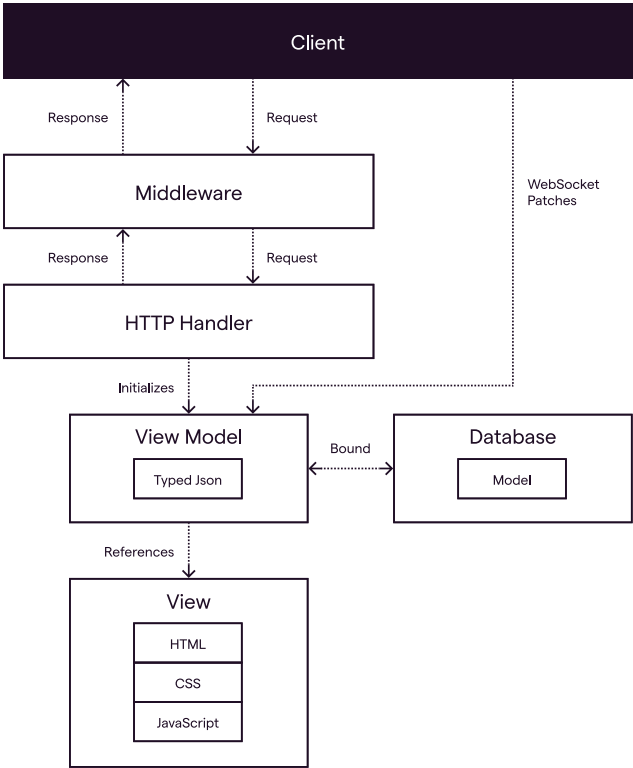 Client
Response
Request
WebSocket
Patches
Middleware
Response
Request
HTTP Handler
Initializes
View Model
Typed Json
Bound
Database
Model
References
View
HTML
CSS
JavaScript